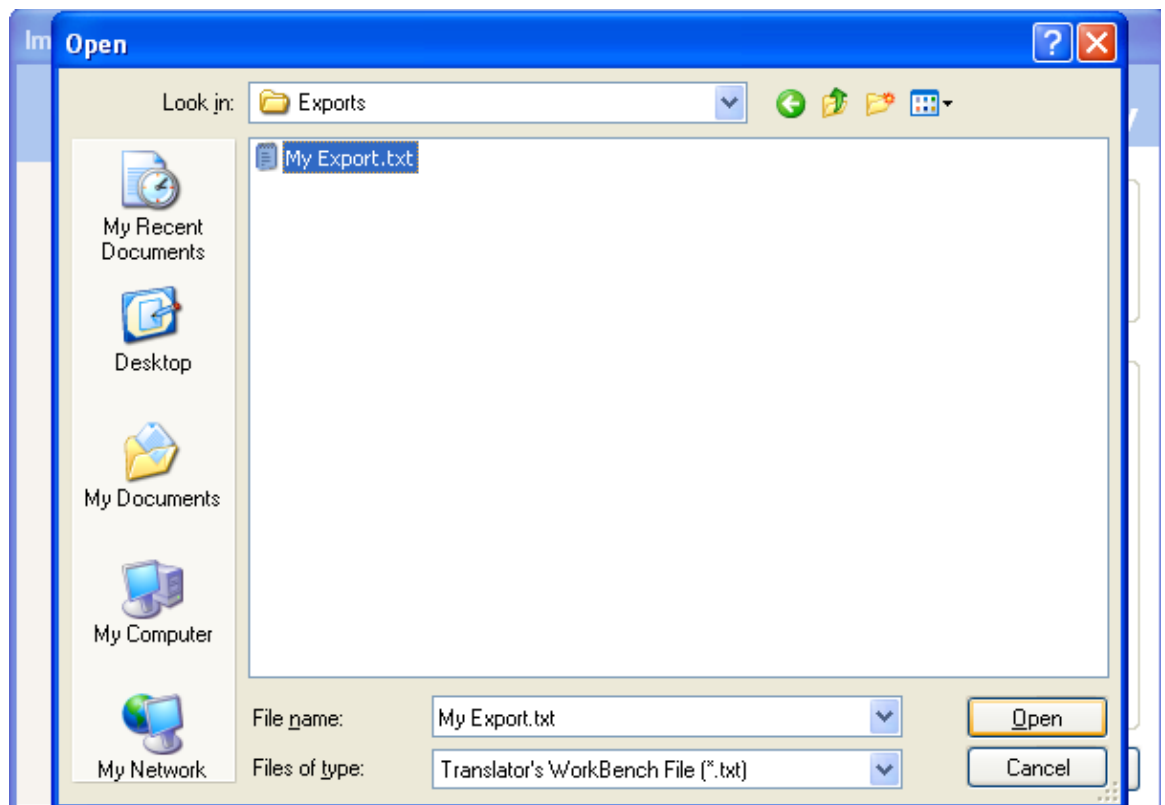 Im
Open
Look in:
Exports
My Export.txt
My Recent
Documents
Desktop
My Documents
My Computer
My Network
File name:
My Export.txt
Open
Files of type:
Translator's WorkBench File (*.txt)
Cancel